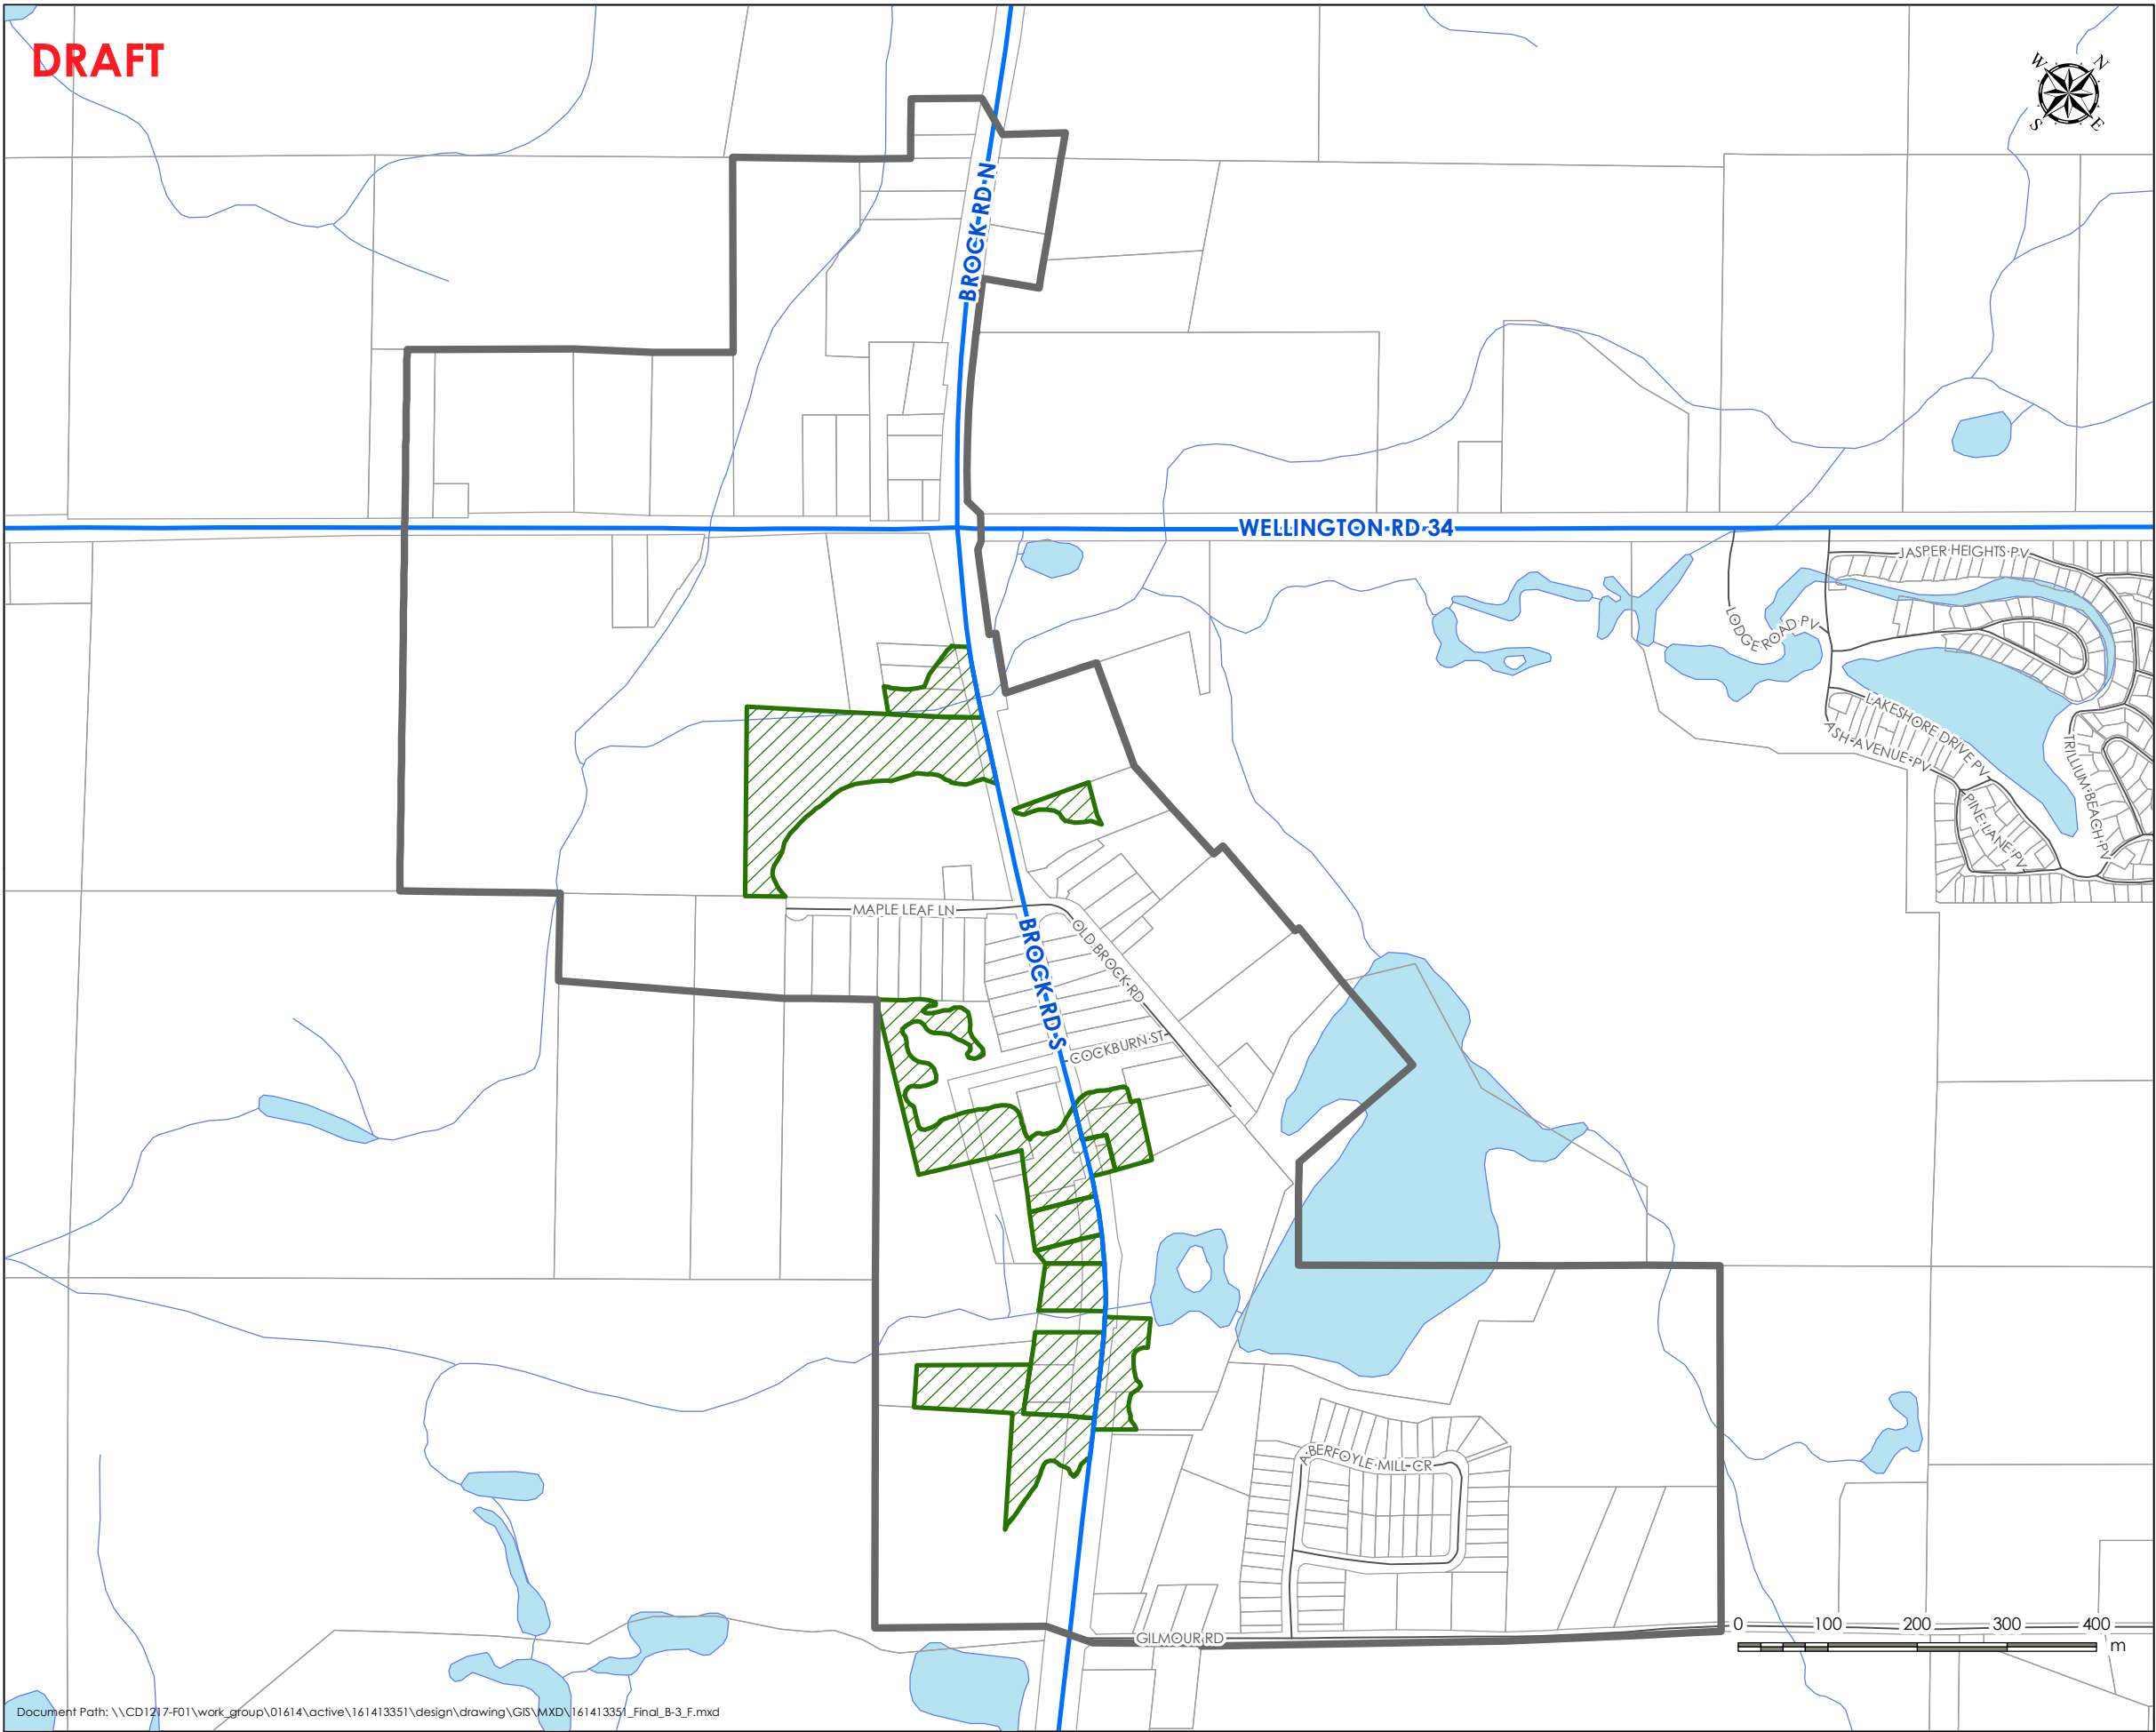 DRAFT
W N
S E
BROCK RD N
WELLINGTON RD 34
JASPER HEIGHTS PV
LODGE ROAD PV
LAKESHORE DRIVE PV
ASH AVENUE PV
TRILLIUM BEACH PV
PINE LANE PV
MAPLE LEAF LN
OLD BROCK RD
BROCK RD S
COCKBURN ST
ABERFOYLE MILL CR
GILMOUR RD
0 100 200 300 400
m
Document Path: \\CD1217-F01\work_group\01614\active\161413351\design\drawing\GIS\MXD\161413351_Final_B-3_F.mxd